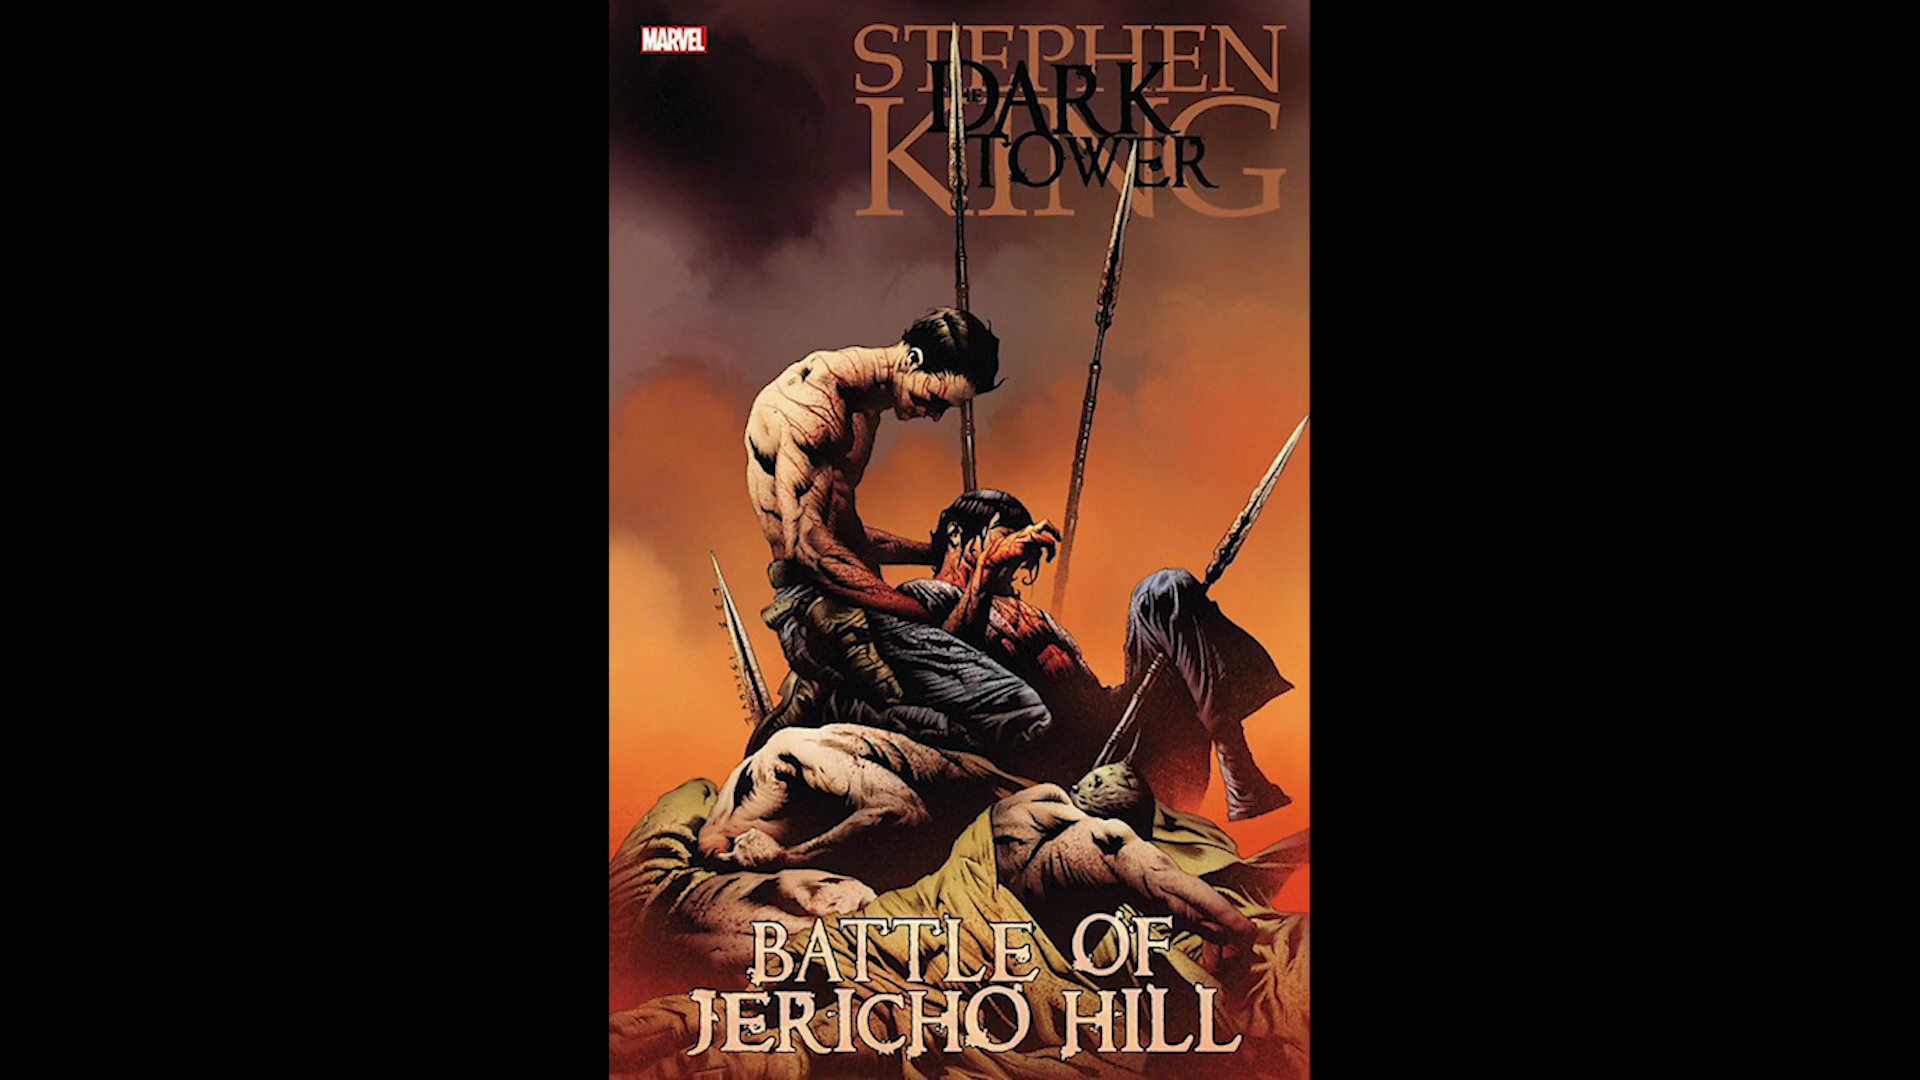 MARVEL
STEPHEN
KING
THE
DARK
TOWER
BATTLE OF
JERICHO HILL